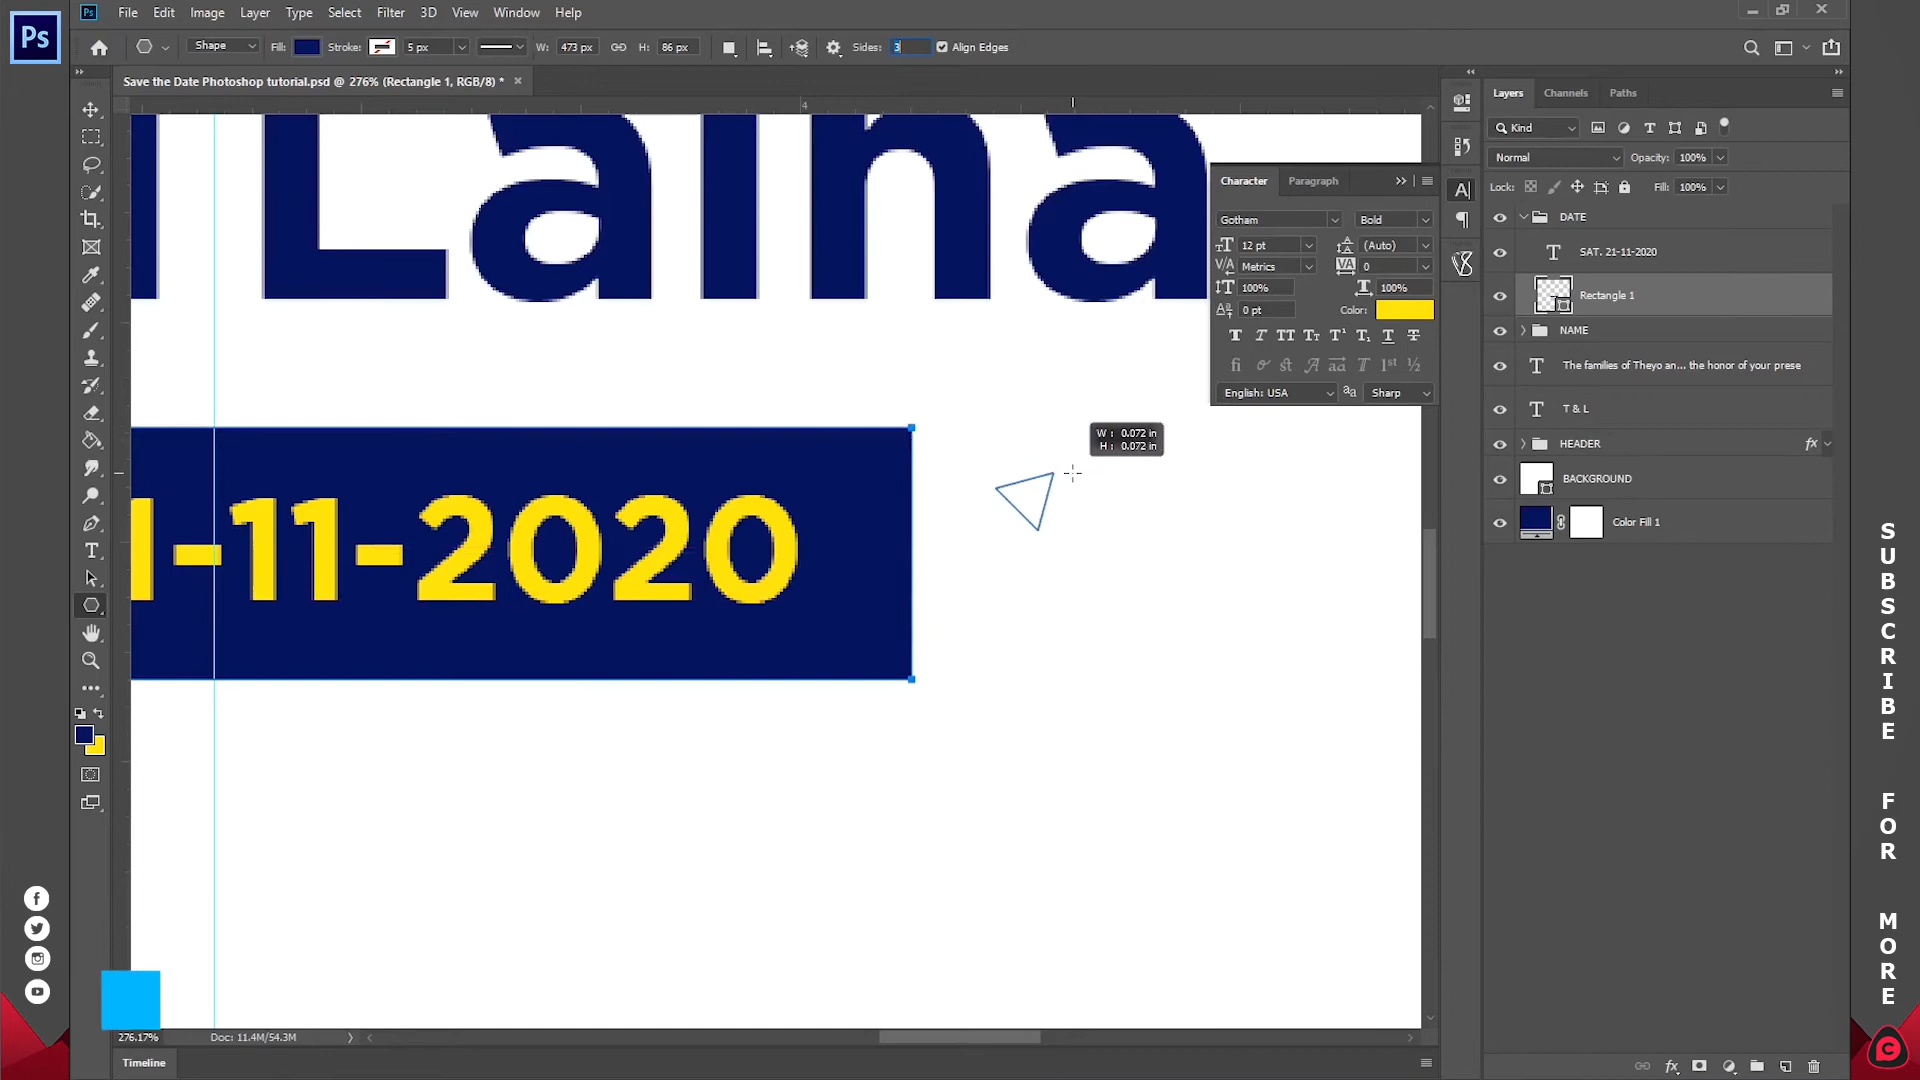 Ps
Ps File Edit Image Layer Type Select Filter 3D View Window Help
Shape Fill: Stroke: 5 px W: 473 px H: 86 px Sides: 3 Align Edges
Save the Date Photoshop tutorial.psd @ 276% (Rectangle 1, RGB/8) *
4
Laina
1-11-2020
W : 0.072 in
H : 0.072 in
Character Paragraph
Gotham Bold
12 pt (Auto)
Metrics 0
100% 100%
0 pt Color:
English: USA Sharp
Layers Channels Paths
Kind
Normal Opacity: 100%
Lock: Fill: 100%
DATE
SAT. 21-11-2020
Rectangle 1
NAME
The families of Theyo an... the honor of your prese
T & L
HEADER fx
BACKGROUND
Color Fill 1
276.17% Doc: 11.4M/54.3M
Timeline
SUBSCRIBE FOR MORE